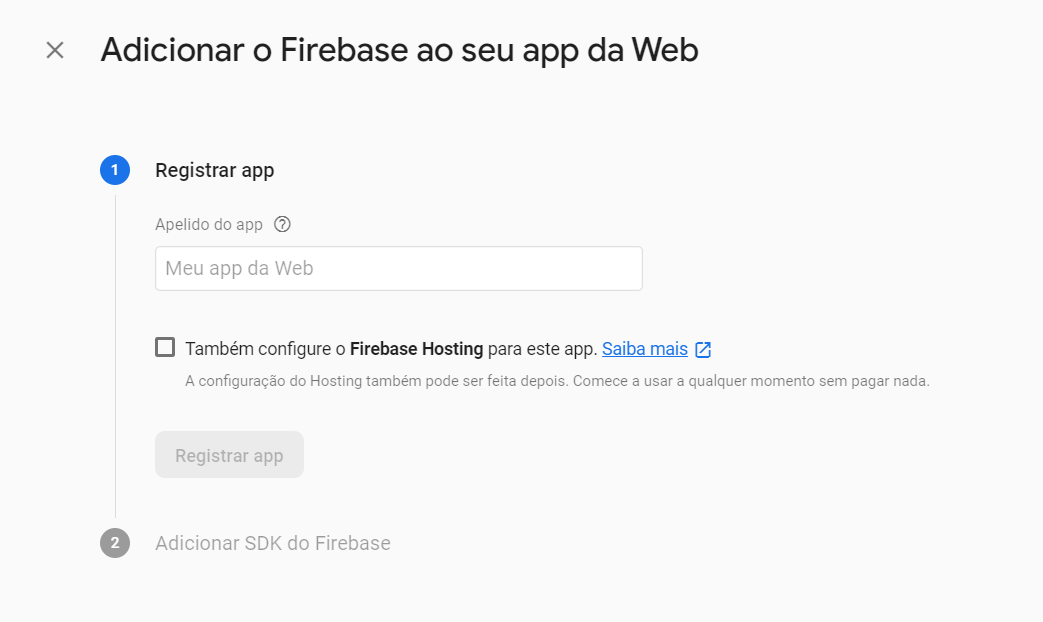 Adicionar o Firebase ao seu app da Web
1 Registrar app
Apelido do app ?
Meu app da Web
Também configure o Firebase Hosting para este app. Saiba mais
A configuração do Hosting também pode ser feita depois. Comece a usar a qualquer momento sem pagar nada.
Registrar app
2 Adicionar SDK do Firebase